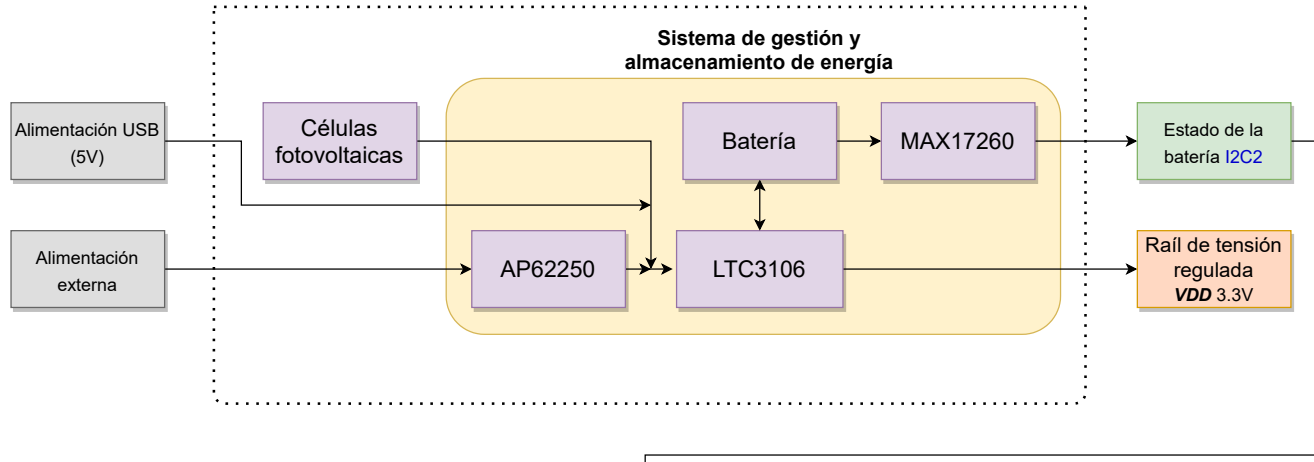 Sistema de gestión y
almacenamiento de energía
Alimentación USB
(5V)
Células
fotovoltaicas
Batería
MAX17260
Estado de la
batería I2C2
Alimentación
externa
AP62250
LTC3106
Raíl de tensión
regulada
VDD 3.3V